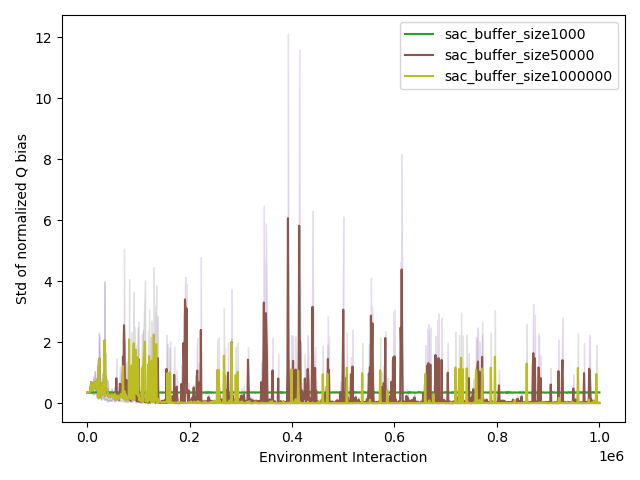 sac_buffer_size1000
sac_buffer_size50000
sac_buffer_size1000000
12
10
8
6
4
2
0
Std of normalized Q bias
0.0 0.2 0.4 0.6 0.8 1.0
1e6
Environment Interaction